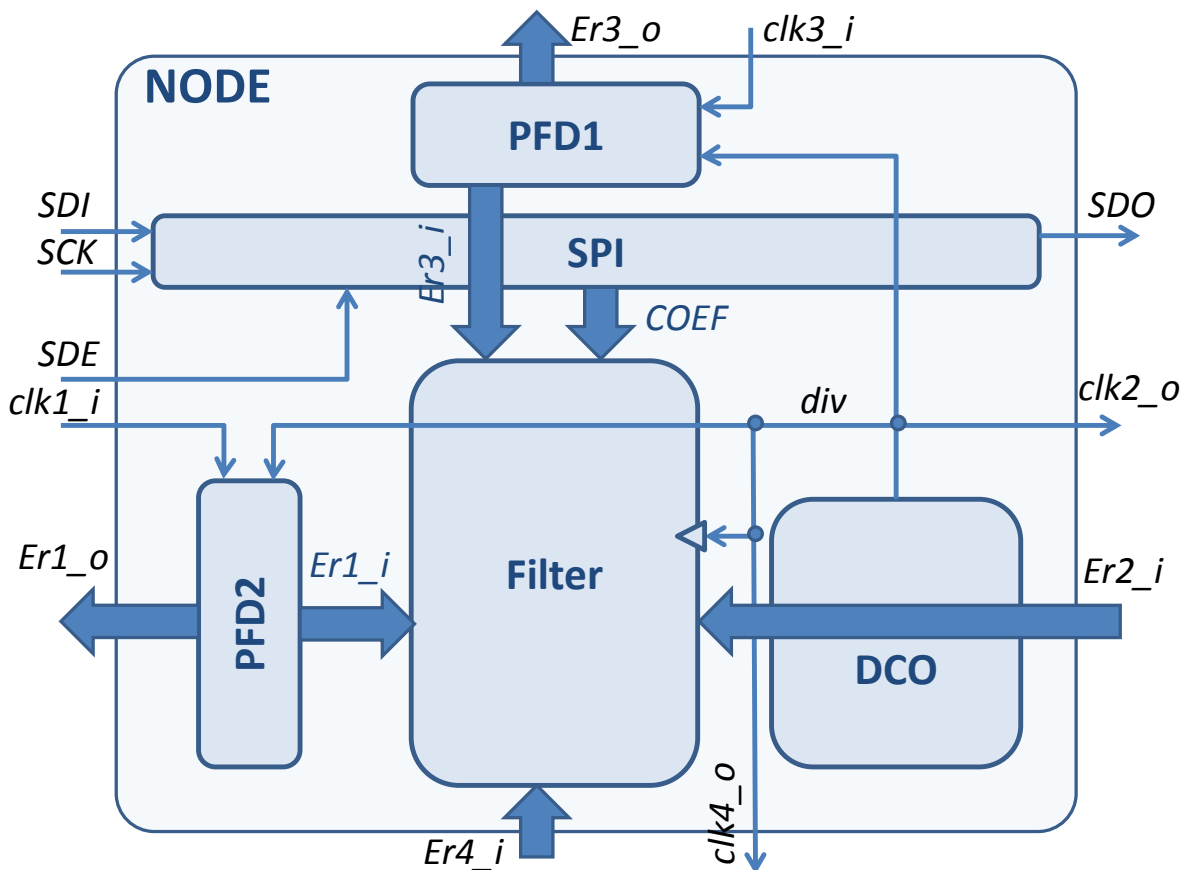 Er3_o
clk3_i
NODE
PFD1
SDI
SDO
SCK
SPI
Er3_i
COEF
SDE
clk1_i
div
clk2_o
Er1_o
Er1_i
Filter
Er2_i
PFD2
DCO
clk4_o
Er4_i